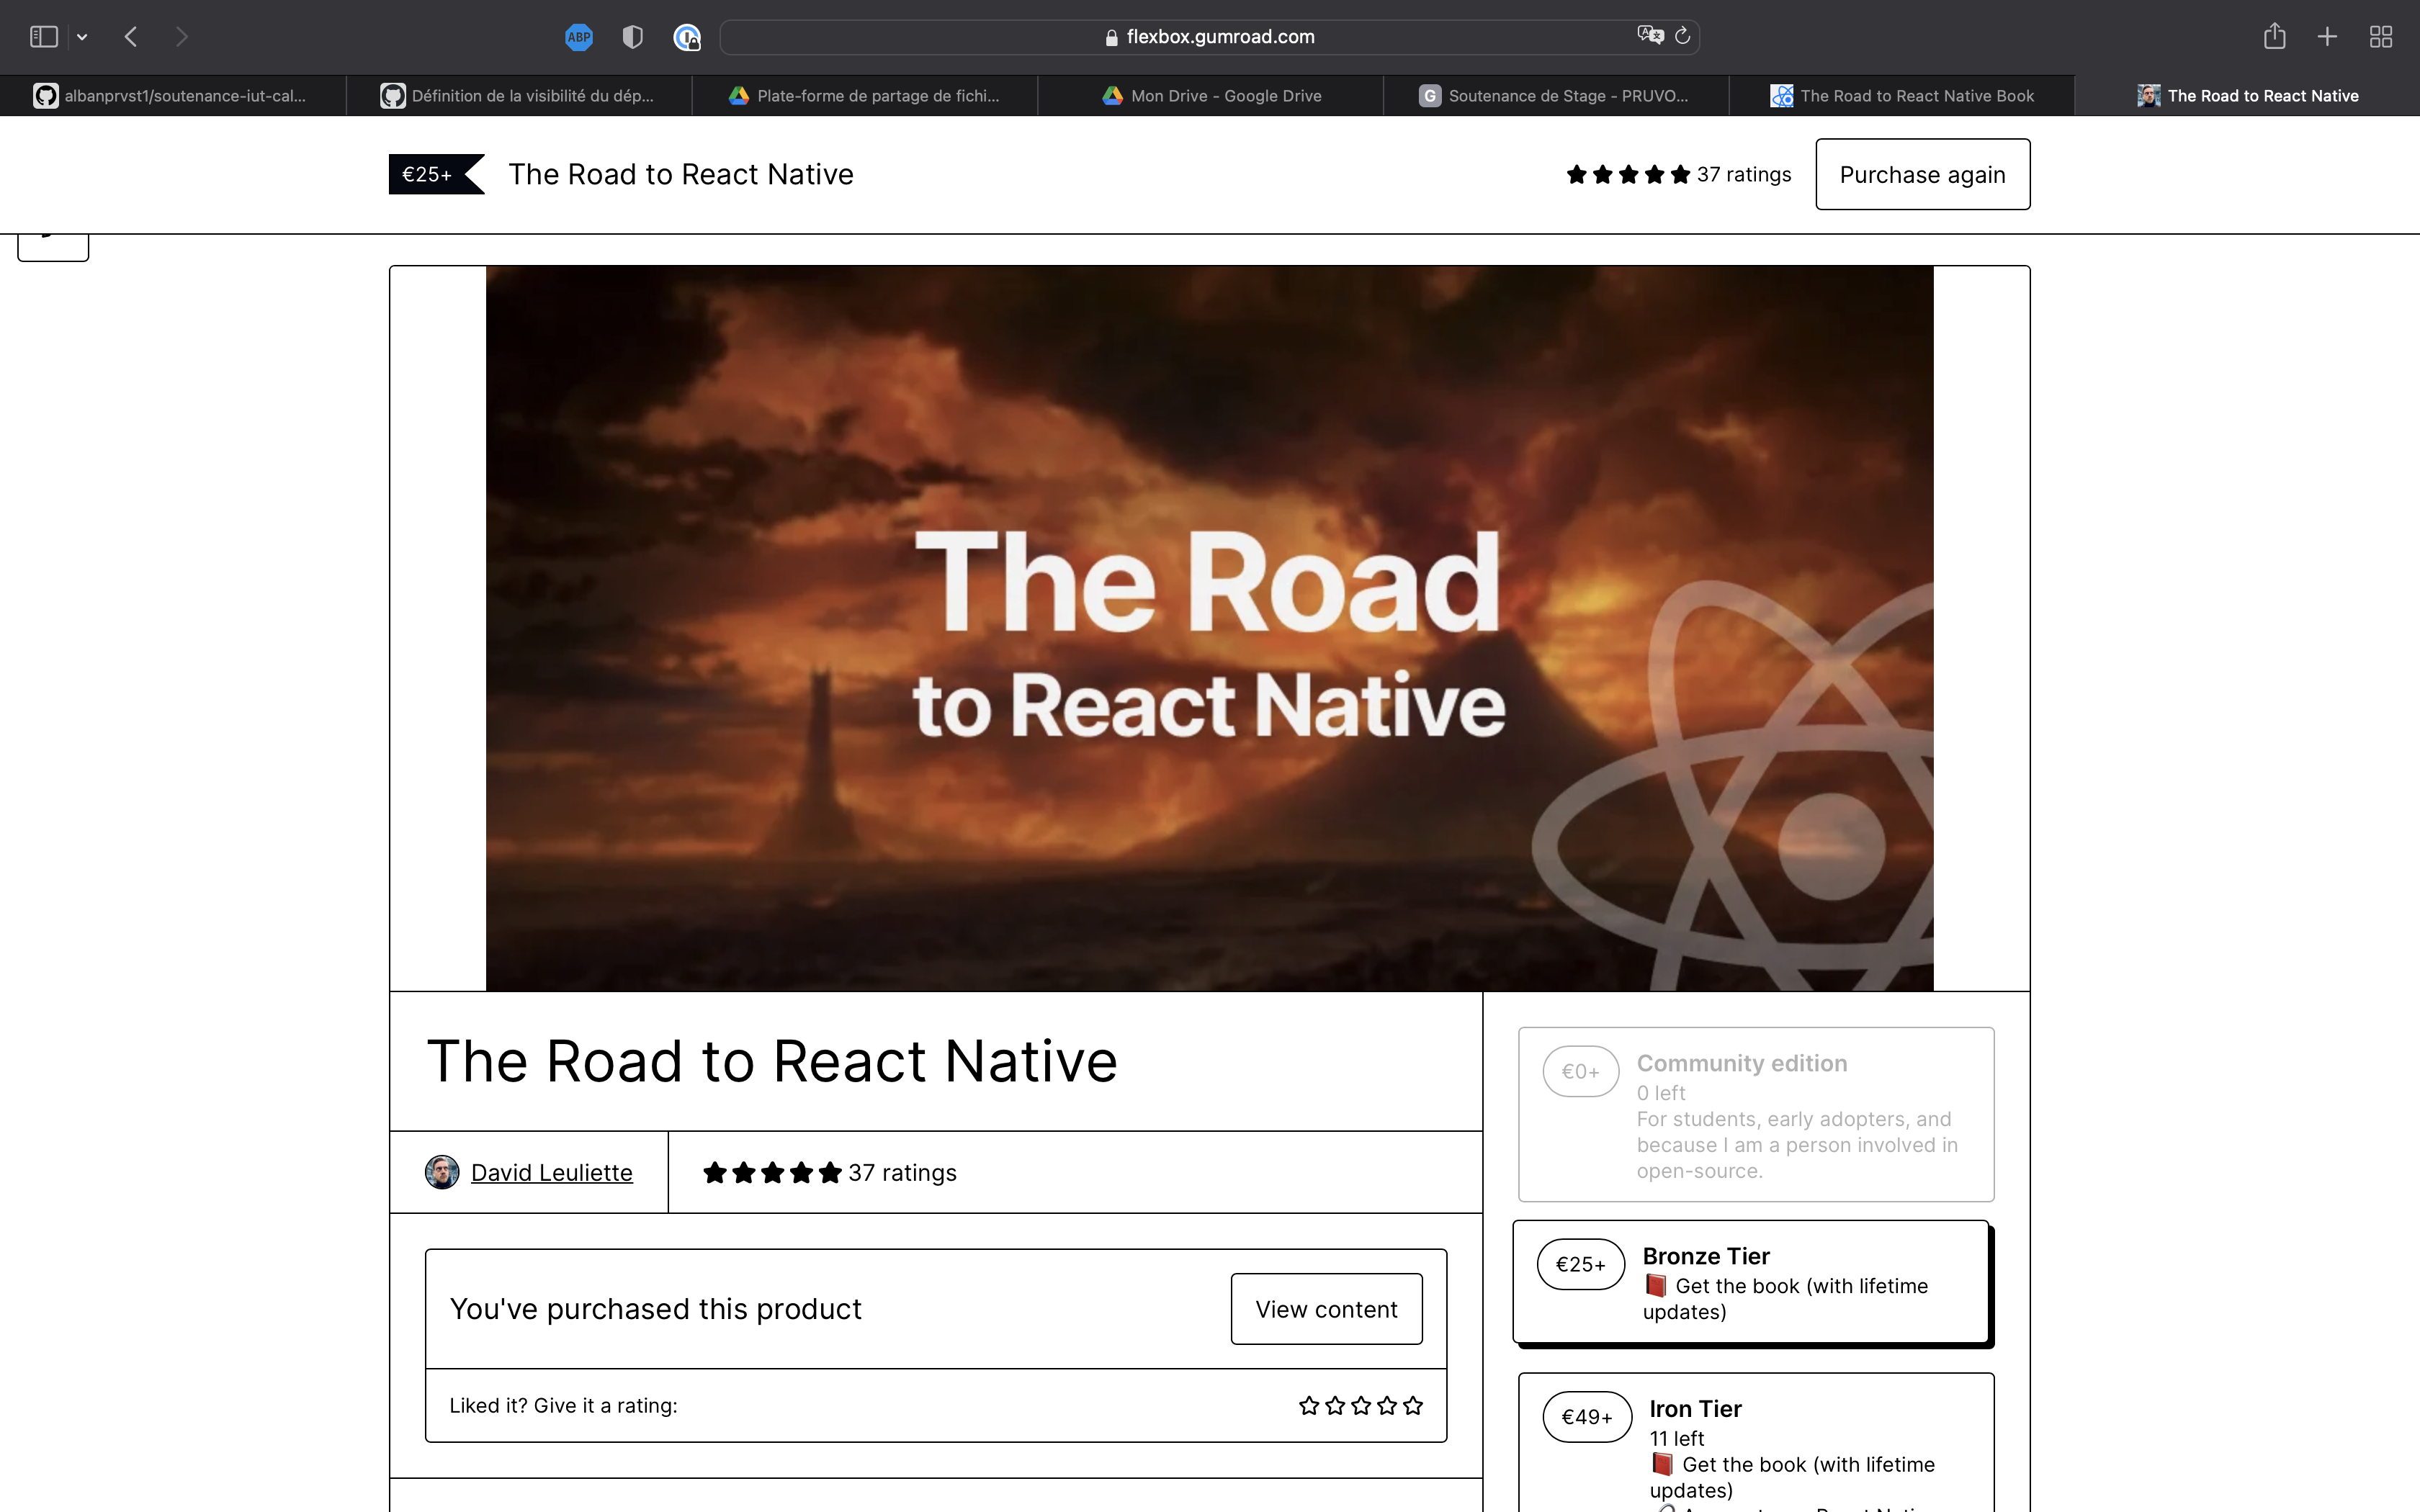 ABP
flexbox.gumroad.com
albanprvst1/soutenance-iut-cal...
Définition de la visibilité du dép...
Plate-forme de partage de fichi...
Mon Drive - Google Drive
G
Soutenance de Stage - PRUVO...
The Road to React Native Book
The Road to React Native
€25+
The Road to React Native
37 ratings
Purchase again
The Road
to React Native
The Road to React Native
David Leuliette
37 ratings
You've purchased this product
View content
Liked it? Give it a rating:
€0+
Community edition
0 left
For students, early adopters, and
because I am a person involved in
open-source.
€25+
Bronze Tier
📕 Get the book (with lifetime
updates)
€49+
Iron Tier
11 left
📕 Get the book (with lifetime
updates)